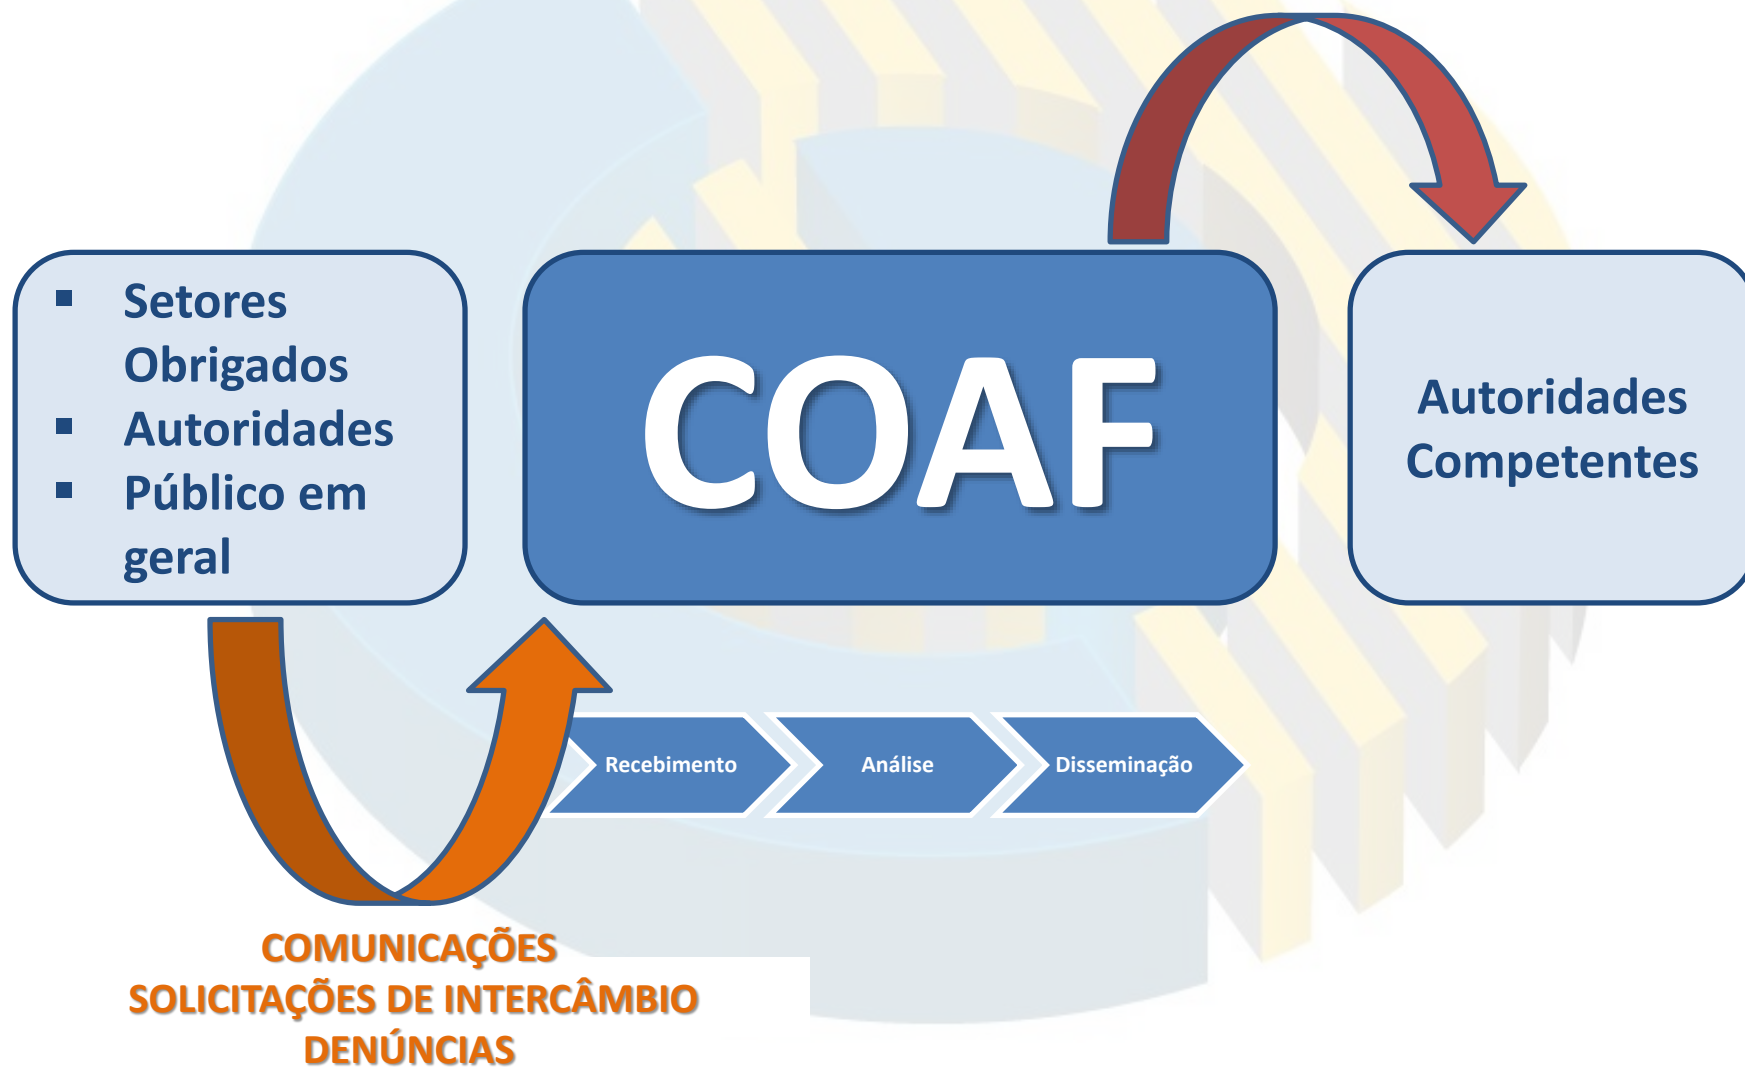 ▪ Setores
Obrigados
▪ Autoridades
▪ Público em
geral
COAF
Autoridades
Competentes
Recebimento
Análise
Disseminação
COMUNICAÇÕES
SOLICITAÇÕES DE INTERCÂMBIO
DENÚNCIAS